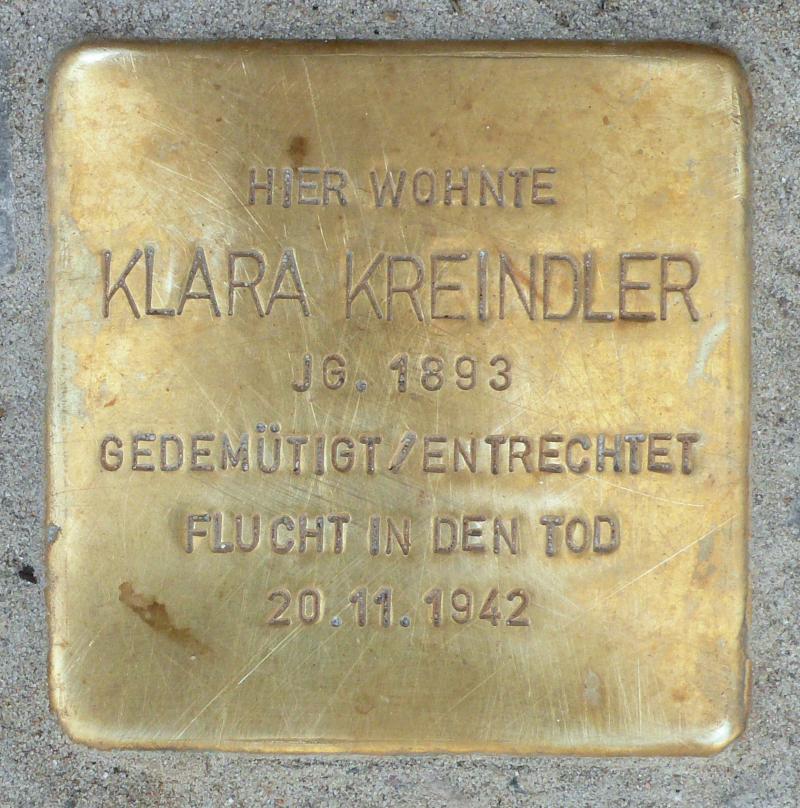 HIER WOHNTE
KLARA KREINDLER
JG. 1893
GEDEMÜTIGT/ENTRECHTET
FLUCHT IN DEN TOD
20.11.1942